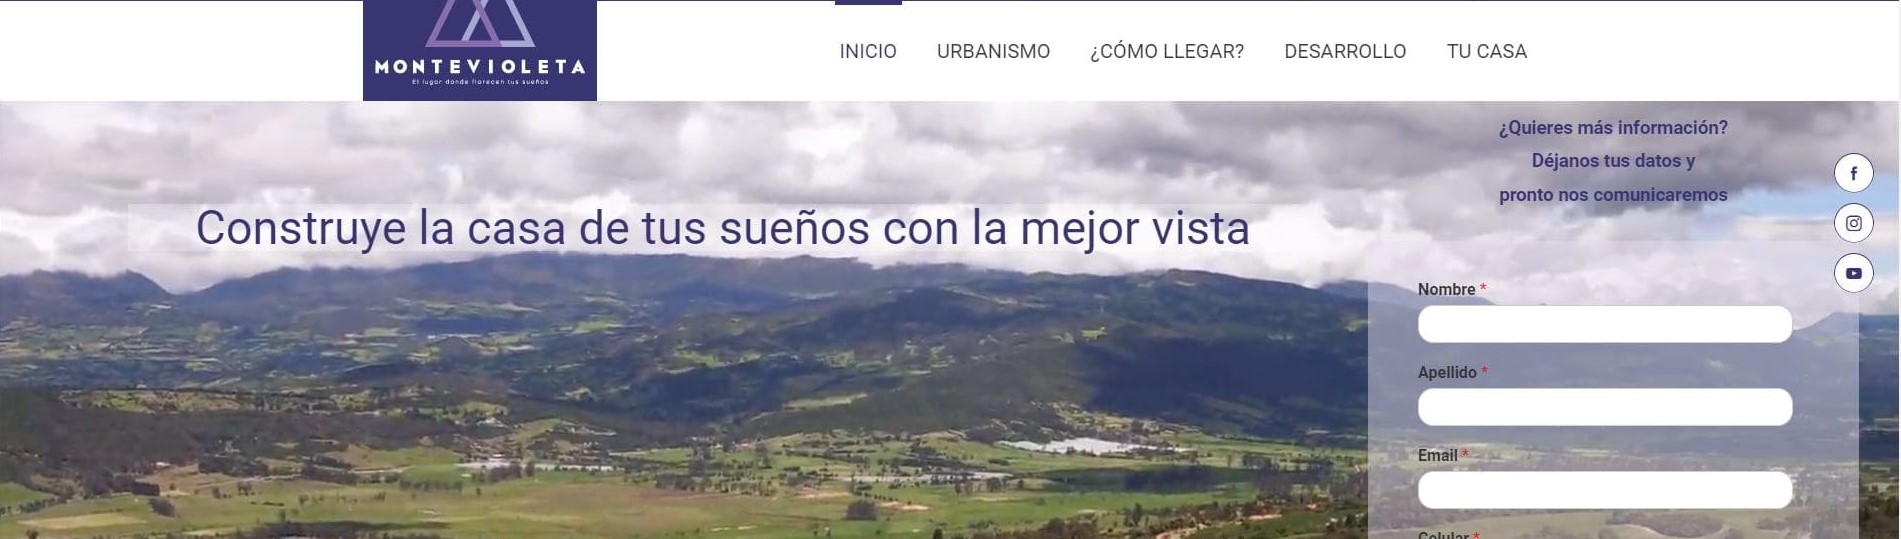 MONTEVIOLETA
El lugar donde florecen tus sueños
INICIO URBANISMO ¿CÓMO LLEGAR? DESARROLLO TU CASA
¿Quieres más información?
Déjanos tus datos y
pronto nos comunicaremos
Construye la casa de tus sueños con la mejor vista
Nombre *
Apellido *
Email *
Celular *